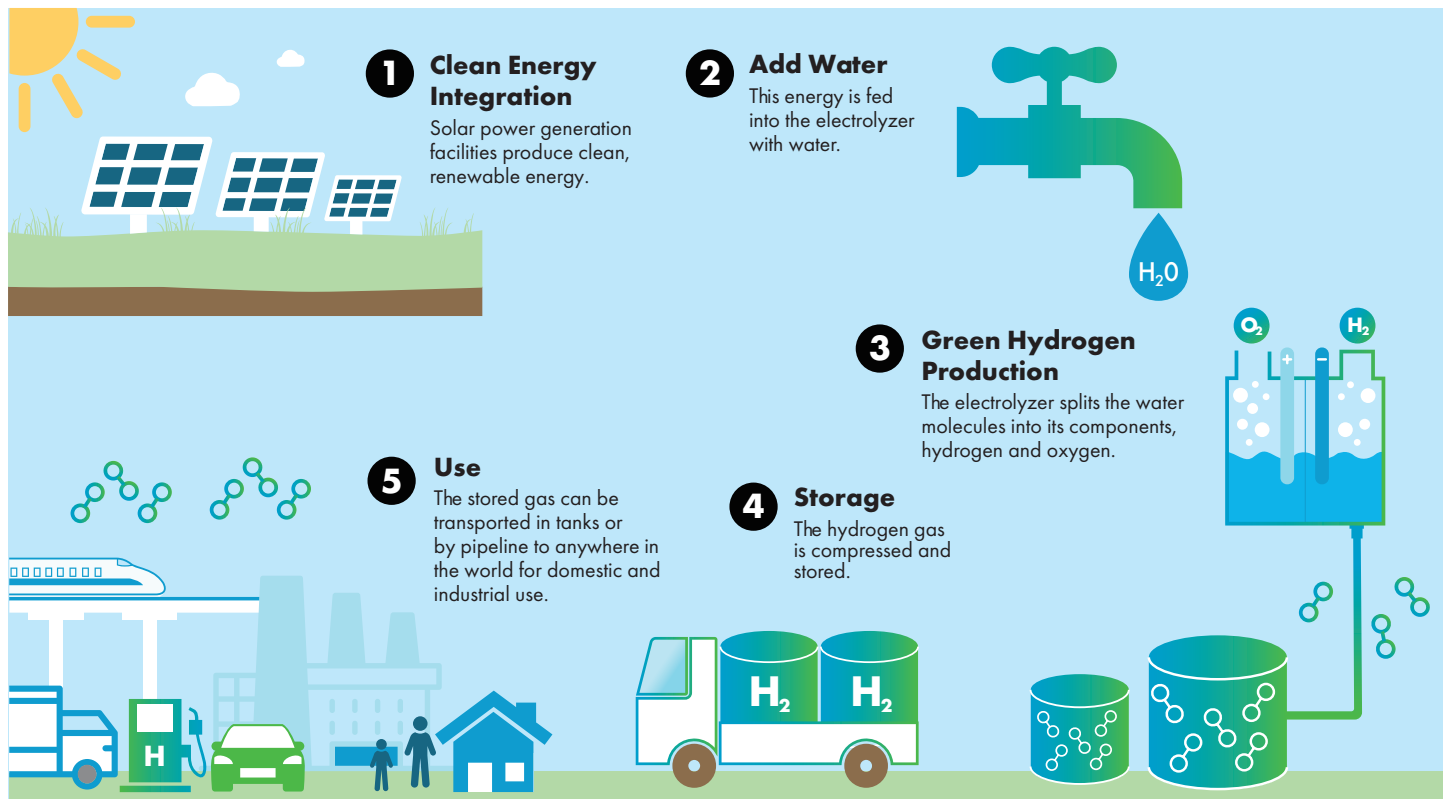 1
Clean Energy
Integration
Solar power generation
facilities produce clean,
renewable energy.
2
Add Water
This energy is fed
into the electrolyzer
with water.
H₂0
3
Green Hydrogen
Production
The electrolyzer splits the water
molecules into its components,
hydrogen and oxygen.
O₂
H₂
+
–
4
Storage
The hydrogen gas
is compressed and
stored.
5
Use
The stored gas can be
transported in tanks or
by pipeline to anywhere in
the world for domestic and
industrial use.
H
H₂
H₂